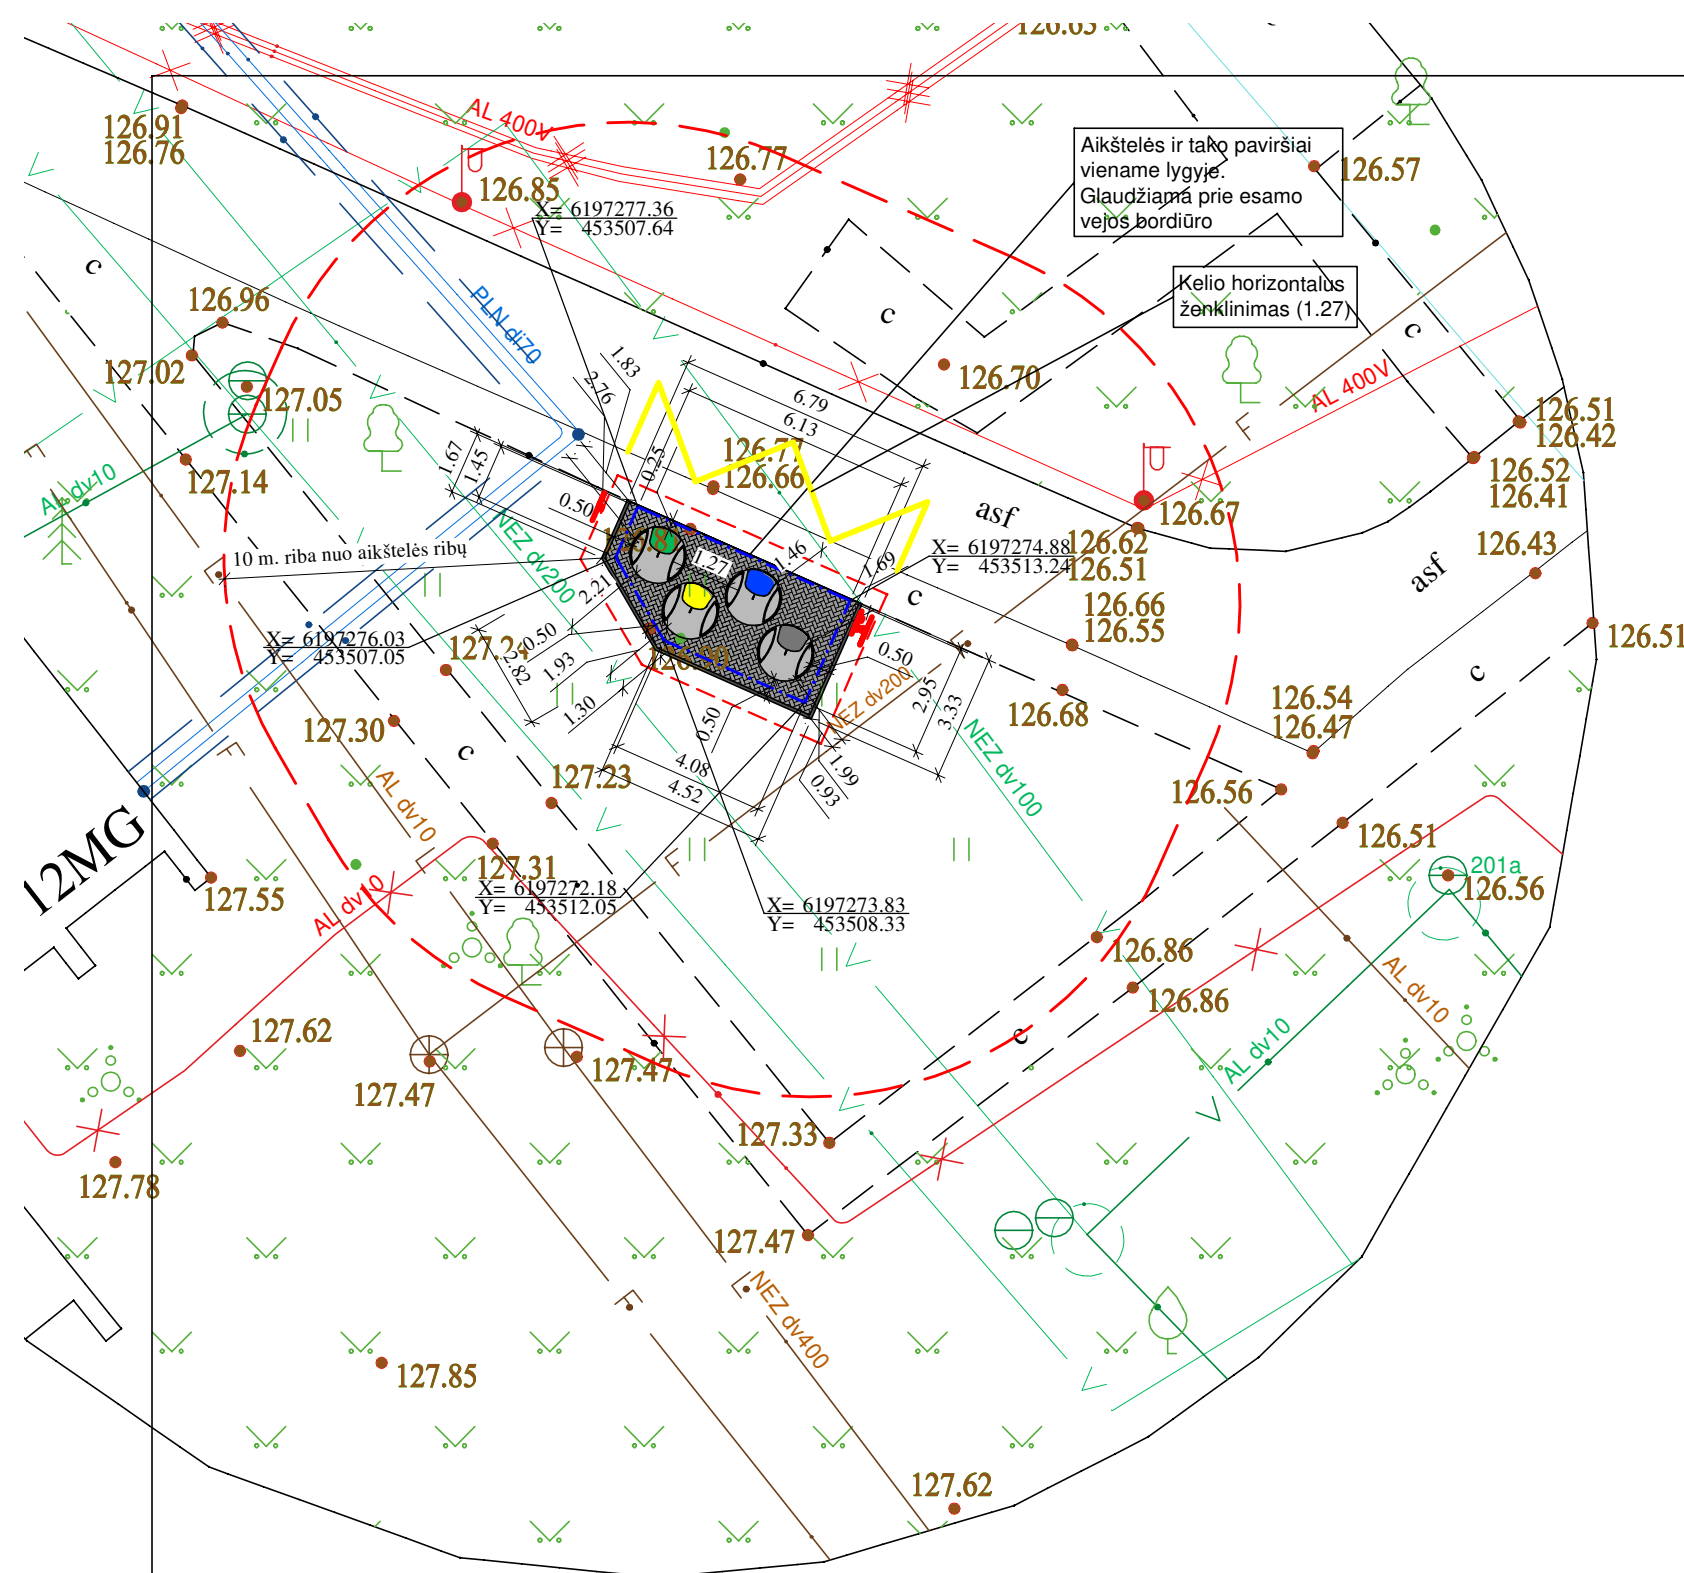 126.91
126.76
AL 400V
126.77
126.85
X= 6197277.36
Y= 453507.64
Aikštelės ir tako paviršiai
viename lygyje.
Glaudžiama prie esamo
vejos bordiūro
126.57
Kelio horizontalus
ženklinimas (1.27)
c
126.96
127.02
127.05
PLN di70
1.83
2.76
6.79
6.13
c
126.70
c
AL 400V
126.51
126.42
126.52
126.41
127.14
AL dv10
1.67
1.45
0.25
126.77
126.66
0.50
NEZ dv200
1.27
1.46
1.69
asf
126.67
126.62
126.51
126.43
asf
X= 6197274.88
Y= 453513.24
c
126.66
126.55
10 m. riba nuo aikštelės ribų
2.21
X= 6197276.03
Y= 453507.05
0.50
2.82
1.93
1.30
0.50
0.50
2.95
3.33
NEZ dv200
126.51
127.30
c
126.68
126.54
126.47
c
NEZ dv100
4.08
4.52
1.99
0.93
127.23
126.56
126.51
AL dv10
12MG
127.31
127.55
AL dv10
X= 6197272.18
Y= 453512.05
X= 6197273.83
Y= 453508.33
201a
126.56
126.86
126.86
AL dv10
127.62
127.47
127.47
c
AL dv10
127.33
127.78
127.47
NEZ dv400
127.85
127.62